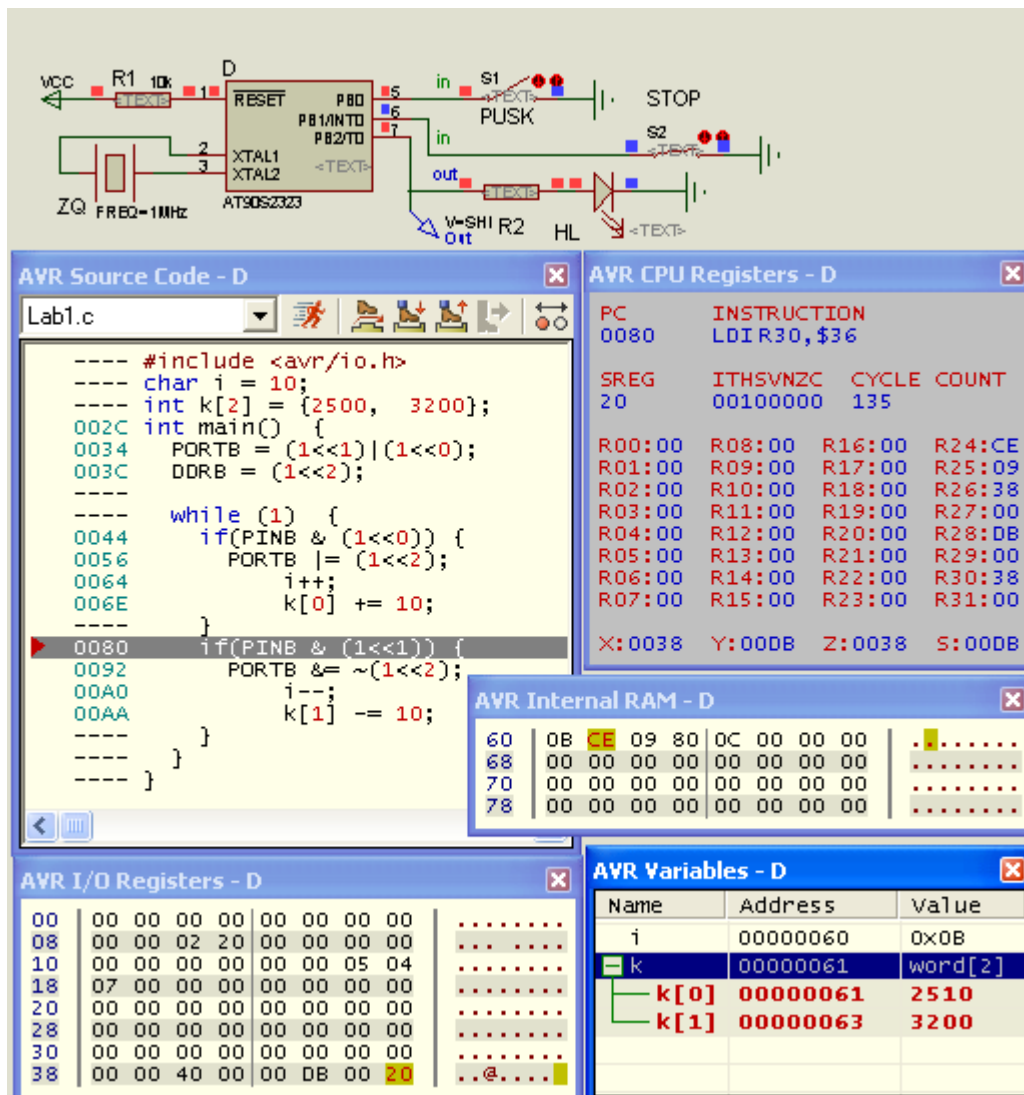 VCC R1 10k D
<TEXT>
1 RESET PB0 5 in S1
<TEXT>
PUSK
STOP
PB1/INT0 6
PB2/T0 7 in S2
<TEXT>
2 XTAL1
3 XTAL2 <TEXT>
AT90S2323
ZQ FREQ=1MHz
out <TEXT>
V=SHI R2 HL <TEXT>
Out
AVR Source Code - D
Lab1.c
---- #include <avr/io.h>
---- char i = 10;
---- int k[2] = {2500, 3200};
002C int main() {
0034 PORTB = (1<<1)|(1<<0);
003C DDRB = (1<<2);
----
---- while (1) {
0044 if(PINB & (1<<0)) {
0056 PORTB |= (1<<2);
0064 i++;
006E k[0] += 10;
---- }
0080 if(PINB & (1<<1)) {
0092 PORTB &= ~(1<<2);
00A0 i--;
00AA k[1] -= 10;
---- }
---- }
---- }
AVR CPU Registers - D
PC INSTRUCTION
0080 LDI R30,$36
SREG ITHSVNZC CYCLE COUNT
20 00100000 135
R00:00 R08:00 R16:00 R24:CE
R01:00 R09:00 R17:00 R25:09
R02:00 R10:00 R18:00 R26:38
R03:00 R11:00 R19:00 R27:00
R04:00 R12:00 R20:00 R28:DB
R05:00 R13:00 R21:00 R29:00
R06:00 R14:00 R22:00 R30:38
R07:00 R15:00 R23:00 R31:00
X:0038 Y:00DB Z:0038 S:00DB
AVR Internal RAM - D
60 0B CE 09 80 0C 00 00 00 ........
68 00 00 00 00 00 00 00 00 ........
70 00 00 00 00 00 00 00 00 ........
78 00 00 00 00 00 00 00 00 ........
AVR I/O Registers - D
00 00 00 00 00 00 00 00 00 ........
08 00 00 02 20 00 00 00 00 ... ....
10 00 00 00 00 00 00 05 04 ........
18 07 00 00 00 00 00 00 00 ........
20 00 00 00 00 00 00 00 00 ........
28 00 00 00 00 00 00 00 00 ........
30 00 00 00 00 00 00 00 00 ........
38 00 00 40 00 00 DB 00 20 ..@....
AVR Variables - D
Name Address Value
i 00000060 0x0B
k 00000061 word[2]
k[0] 00000061 2510
k[1] 00000063 3200